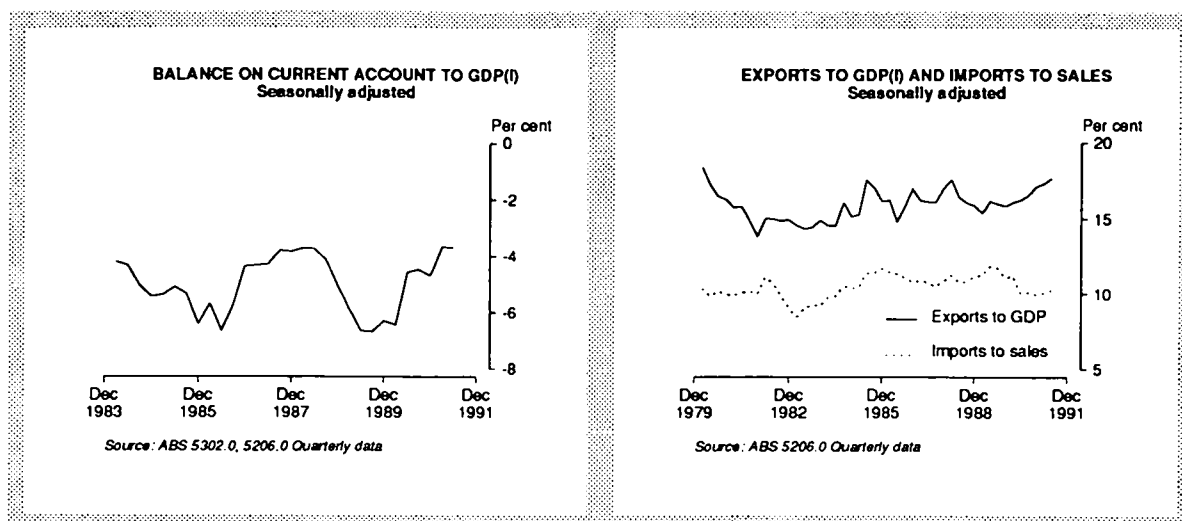 BALANCE ON CURRENT ACCOUNT TO GDP(I)
Seasonally adjusted
Per cent
0
-2
-4
-6
-8
Dec Dec Dec Dec Dec
1983 1985 1987 1989 1991
Source: ABS 5302.0, 5206.0 Quarterly data
EXPORTS TO GDP(I) AND IMPORTS TO SALES
Seasonally adjusted
Per cent
20
15
10
Exports to GDP
Imports to sales
5
Dec Dec Dec Dec Dec
1979 1982 1985 1988 1991
Source: ABS 5206.0 Quarterly data